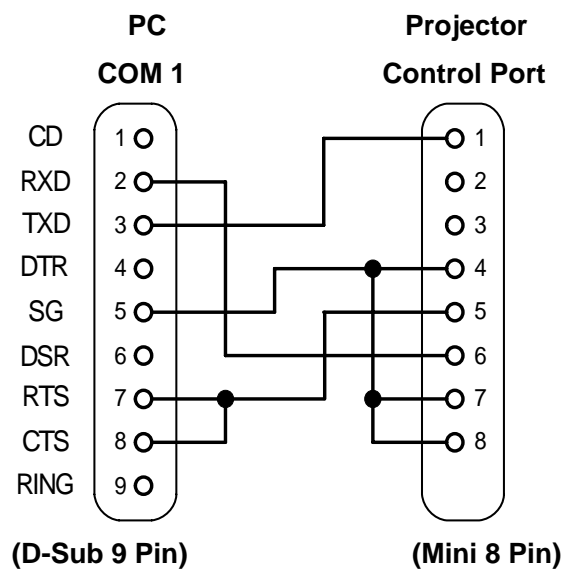 PC Projector
COM 1 Control Port
CD 1 1
RXD 2 2
TXD 3 3
DTR 4 4
SG 5 5
DSR 6 6
RTS 7 7
CTS 8 8
RING 9
(D-Sub 9 Pin) (Mini 8 Pin)